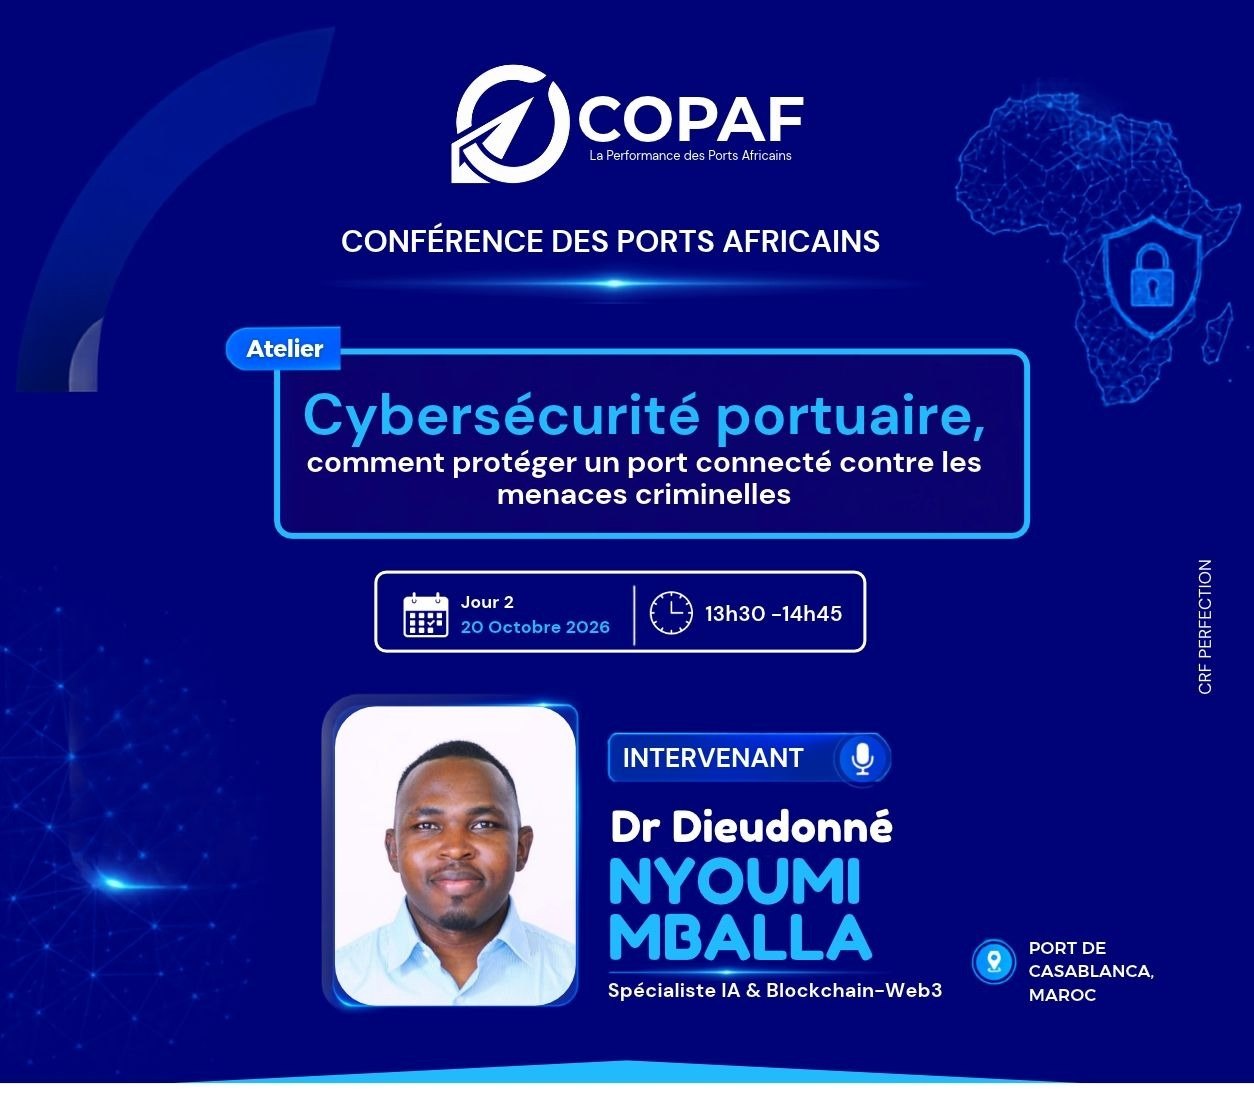 COPAF
La Performance des Ports Africains
CONFÉRENCE DES PORTS AFRICAINS
Atelier
Cybersécurité portuaire,
comment protéger un port connecté contre les
menaces criminelles
Jour 2
20 Octobre 2026
13h30 -14h45
CRF PERFECTION
INTERVENANT
Dr Dieudonné
NYOUMI
MBALLA
Spécialiste IA & Blockchain-Web3
PORT DE
CASABLANCA,
MAROC